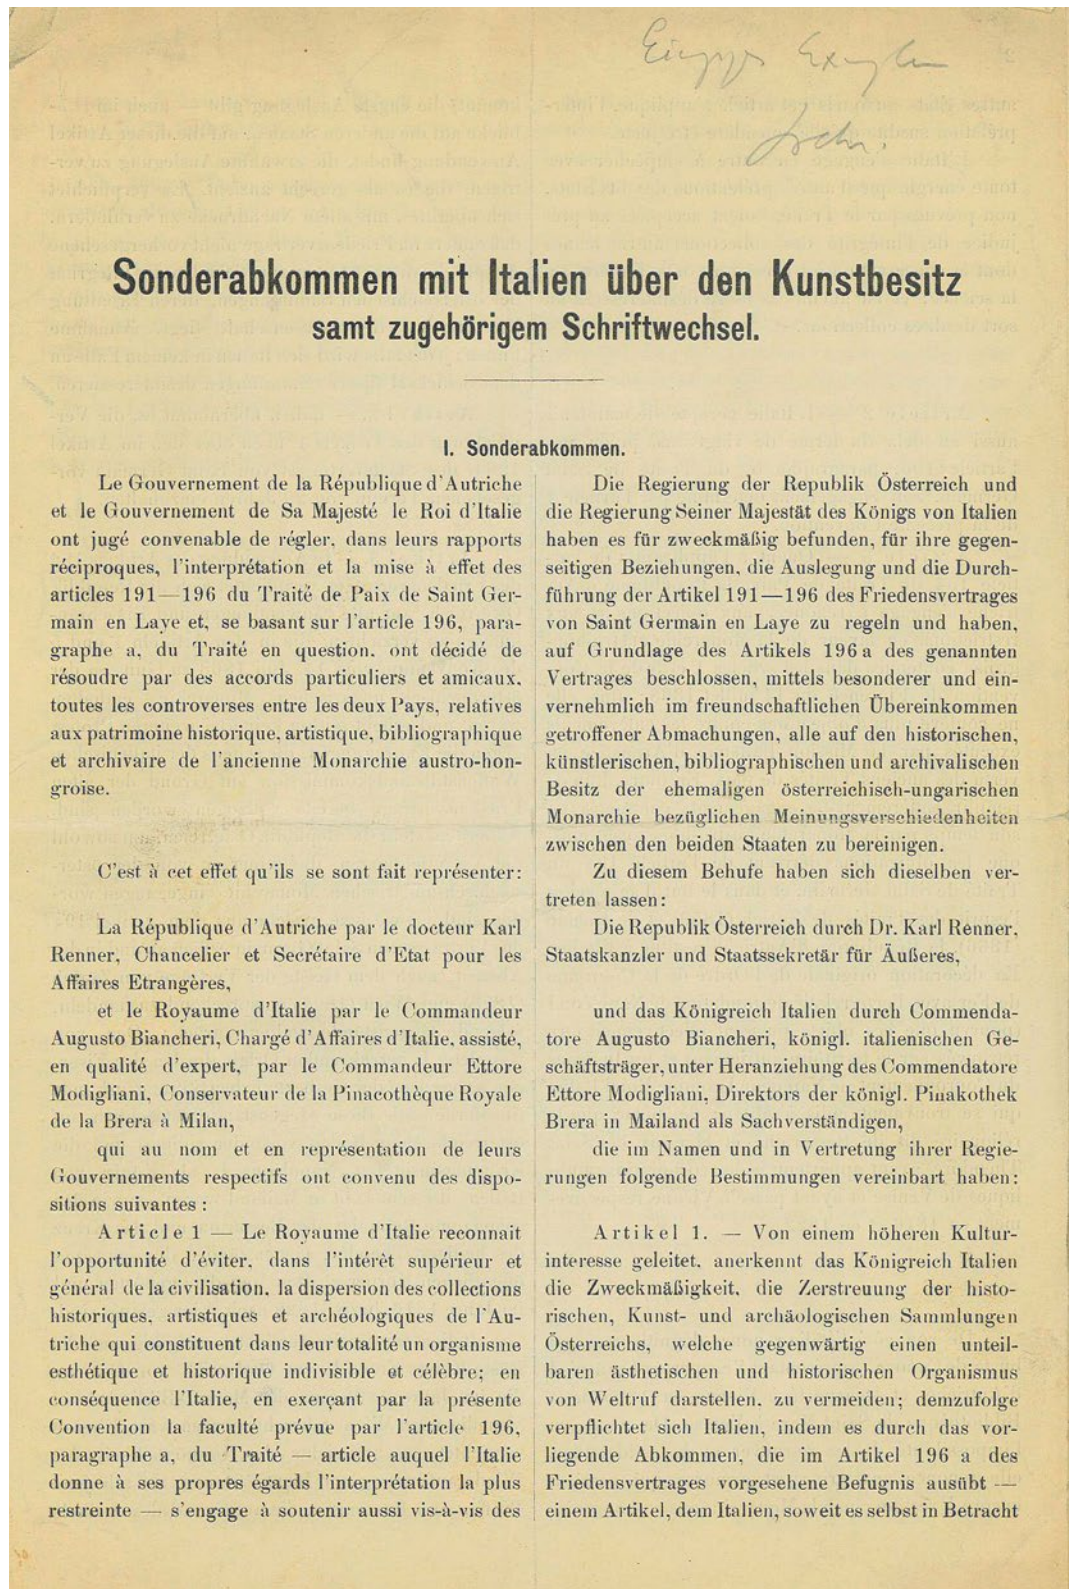 Sonderabkommen mit Italien über den Kunstbesitz
samt zugehörigem Schriftwechsel.
I. Sonderabkommen.
Le Gouvernement de la République d'Autriche
et le Gouvernement de Sa Majesté le Roi d'Italie
ont jugé convenable de régler, dans leurs rapports
réciproques, l'interprétation et la mise à effet des
articles 191—196 du Traité de Paix de Saint Ger-
main en Laye et, se basant sur l'article 196, para-
graphe a, du Traité en question, ont décidé de
résoudre par des accords particuliers et amicaux,
toutes les controverses entre les deux Pays, relatives
aux patrimoine historique, artistique, bibliographique
et archivaire de l'ancienne Monarchie austro-hon-
groise.
C'est à cet effet qu'ils se sont fait représenter:
La République d'Autriche par le docteur Karl
Renner, Chancelier et Secrétaire d'Etat pour les
Affaires Etrangères,
et le Royaume d'Italie par le Commandeur
Augusto Biancheri, Chargé d'Affaires d'Italie, assisté,
en qualité d'expert, par le Commandeur Ettore
Modigliani, Conservateur de la Pinacothèque Royale
de la Brera à Milan,
qui au nom et en représentation de leurs
Gouvernements respectifs ont convenu des dispo-
sitions suivantes :
Article 1 — Le Royaume d'Italie reconnait
l'opportunité d'éviter, dans l'intérèt supérieur et
général de la civilisation, la dispersion des collections
historiques, artistiques et archéologiques de l'Au-
triche qui constituent dans leur totalité un organisme
esthétique et historique indivisible et célèbre; en
conséquence l'Italie, en exerçant par la présente
Convention la faculté prévue par l'article 196,
paragraphe a, du Traité — article auquel l'Italie
donne à ses propres égards l'interprétation la plus
restreinte — s'engage à soutenir aussi vis-à-vis des
Die Regierung der Republik Österreich und
die Regierung Seiner Majestät des Königs von Italien
haben es für zweckmäßig befunden, für ihre gegen-
seitigen Beziehungen, die Auslegung und die Durch-
führung der Artikel 191—196 des Friedensvertrages
von Saint Germain en Laye zu regeln und haben,
auf Grundlage des Artikels 196 a des genannten
Vertrages beschlossen, mittels besonderer und ein-
vernehmlich im freundschaftlichen Übereinkommen
getroffener Abmachungen, alle auf den historischen,
künstlerischen, bibliographischen und archivalischen
Besitz der ehemaligen österreichisch-ungarischen
Monarchie bezüglichen Meinungsverschiedenheiten
zwischen den beiden Staaten zu bereinigen.
Zu diesem Behufe haben sich dieselben ver-
treten lassen:
Die Republik Österreich durch Dr. Karl Renner,
Staatskanzler und Staatssekretär für Äußeres,
und das Königreich Italien durch Commenda-
tore Augusto Biancheri, königl. italienischen Ge-
schäftsträger, unter Heranziehung des Commendatore
Ettore Modigliani, Direktors der königl. Pinakothek
Brera in Mailand als Sachverständigen,
die im Namen und in Vertretung ihrer Regie-
rungen folgende Bestimmungen vereinbart haben:
Artikel 1. — Von einem höheren Kultur-
interesse geleitet, anerkennt das Königreich Italien
die Zweckmäßigkeit, die Zerstreuung der histo-
rischen, Kunst- und archäologischen Sammlungen
Österreichs, welche gegenwärtig einen unteil-
baren ästhetischen und historischen Organismus
von Weltruf darstellen, zu vermeiden; demzufolge
verpflichtet sich Italien, indem es durch das vor-
liegende Abkommen, die im Artikel 196 a des
Friedensvertrages vorgesehene Befugnis ausübt —
einem Artikel, dem Italien, soweit es selbst in Betracht